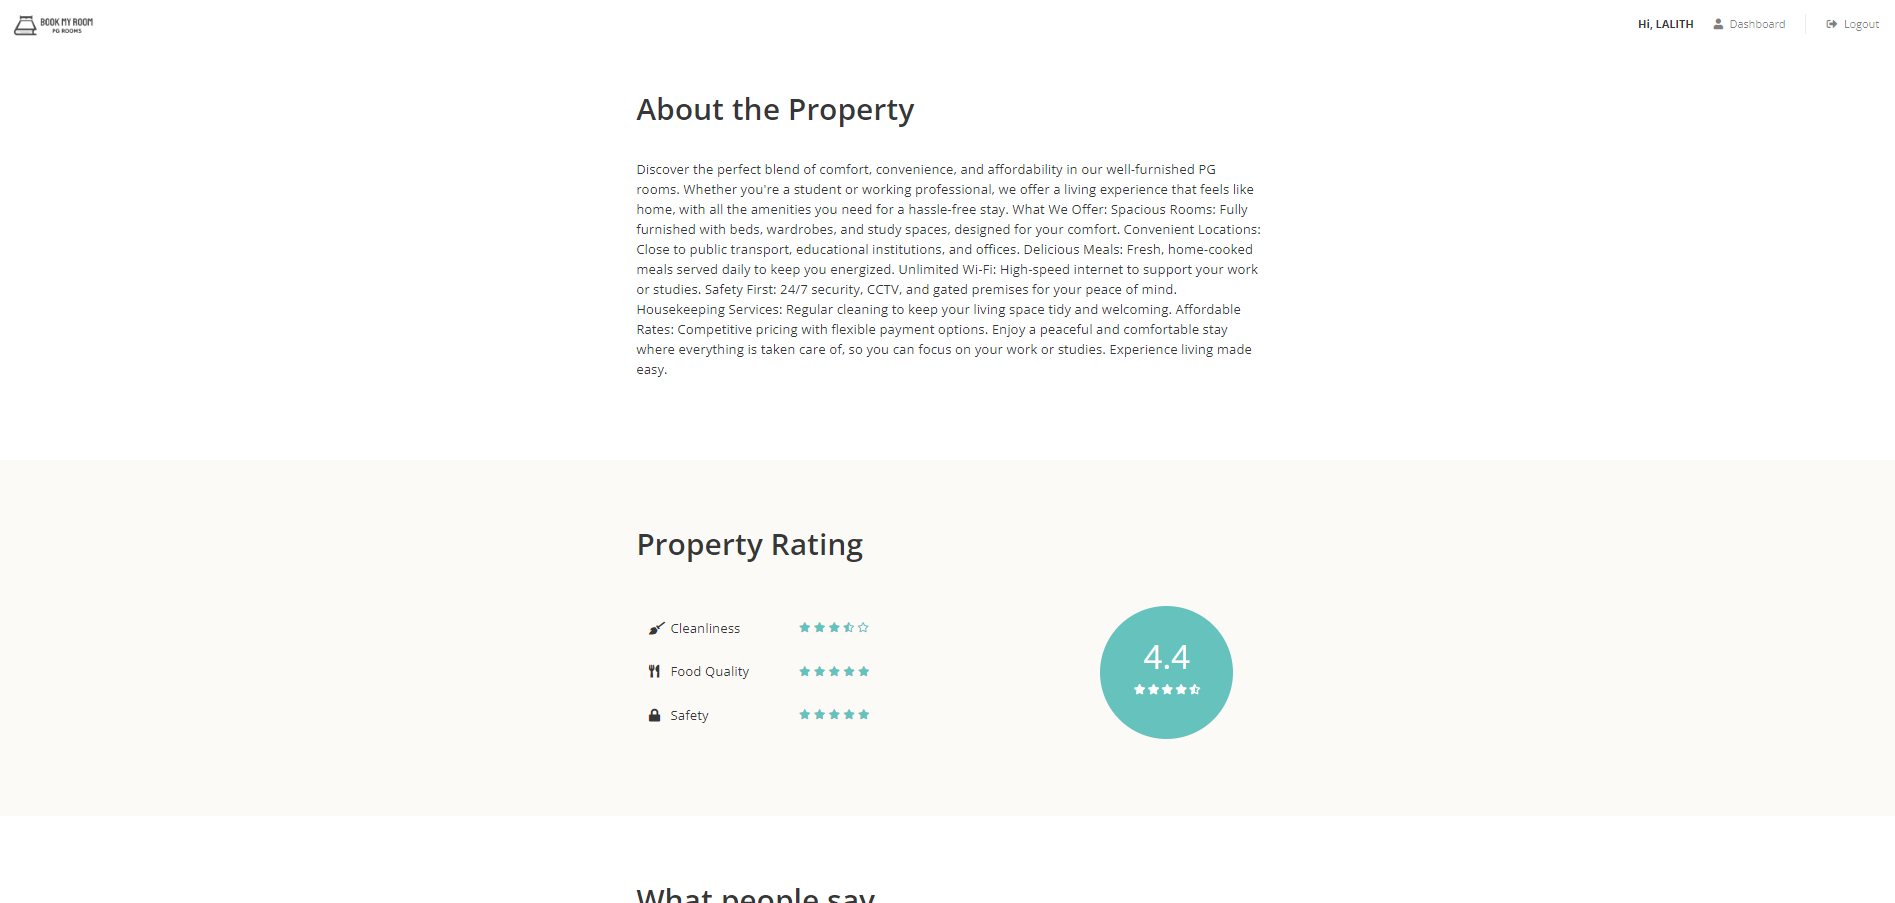 BOOK MY ROOM
PG ROOMS
Hi, LALITH
Dashboard
Logout
About the Property
Discover the perfect blend of comfort, convenience, and affordability in our well-furnished PG
rooms. Whether you're a student or working professional, we offer a living experience that feels like
home, with all the amenities you need for a hassle-free stay. What We Offer: Spacious Rooms: Fully
furnished with beds, wardrobes, and study spaces, designed for your comfort. Convenient Locations:
Close to public transport, educational institutions, and offices. Delicious Meals: Fresh, home-cooked
meals served daily to keep you energized. Unlimited Wi-Fi: High-speed internet to support your work
or studies. Safety First: 24/7 security, CCTV, and gated premises for your peace of mind.
Housekeeping Services: Regular cleaning to keep your living space tidy and welcoming. Affordable
Rates: Competitive pricing with flexible payment options. Enjoy a peaceful and comfortable stay
where everything is taken care of, so you can focus on your work or studies. Experience living made
easy.
Property Rating
Cleanliness
Food Quality
Safety
4.4
What people say